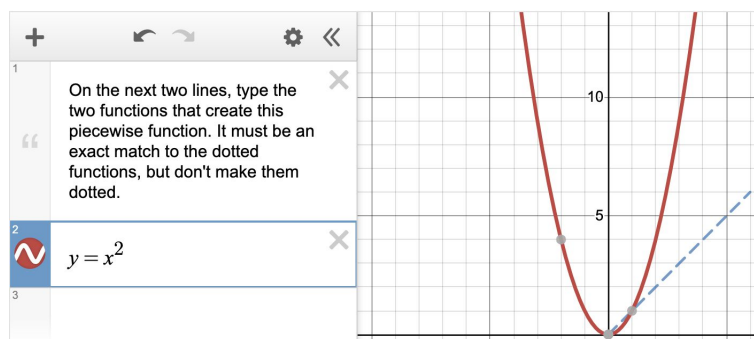 1
On the next two lines, type the
two functions that create this
piecewise function. It must be an
exact match to the dotted
functions, but don't make them
dotted.
2
y = x²
3
10
5